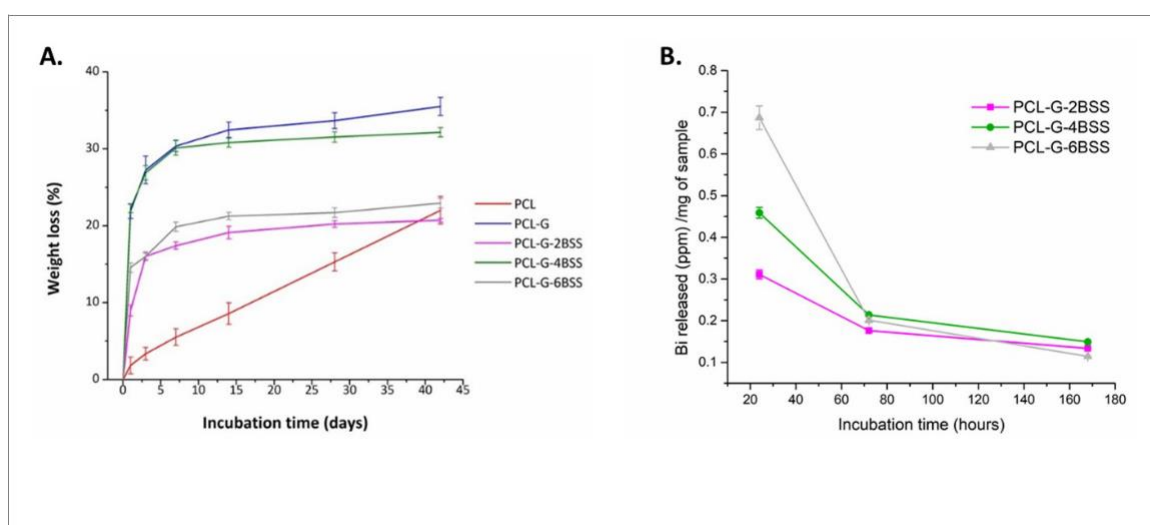 A.
40
30
20
10
0
Weight loss (%)
0 5 10 15 20 25 30 35 40 45
Incubation time (days)
PCL
PCL-G
PCL-G-2BSS
PCL-G-4BSS
PCL-G-6BSS
B.
0.8
0.7
0.6
0.5
0.4
0.3
0.2
0.1
Bi released (ppm) /mg of sample
20 40 60 80 100 120 140 160 180
Incubation time (hours)
PCL-G-2BSS
PCL-G-4BSS
PCL-G-6BSS